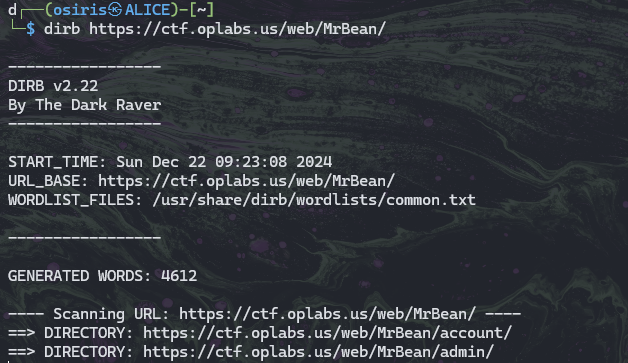 d┌──(osiris㉿ALICE)-[~]
└─$ dirb https://ctf.oplabs.us/web/MrBean/
-----------------
DIRB v2.22
By The Dark Raver
-----------------
START_TIME: Sun Dec 22 09:23:08 2024
URL_BASE: https://ctf.oplabs.us/web/MrBean/
WORDLIST_FILES: /usr/share/dirb/wordlists/common.txt
-----------------
GENERATED WORDS: 4612
---- Scanning URL: https://ctf.oplabs.us/web/MrBean/ ----
==> DIRECTORY: https://ctf.oplabs.us/web/MrBean/account/
==> DIRECTORY: https://ctf.oplabs.us/web/MrBean/admin/